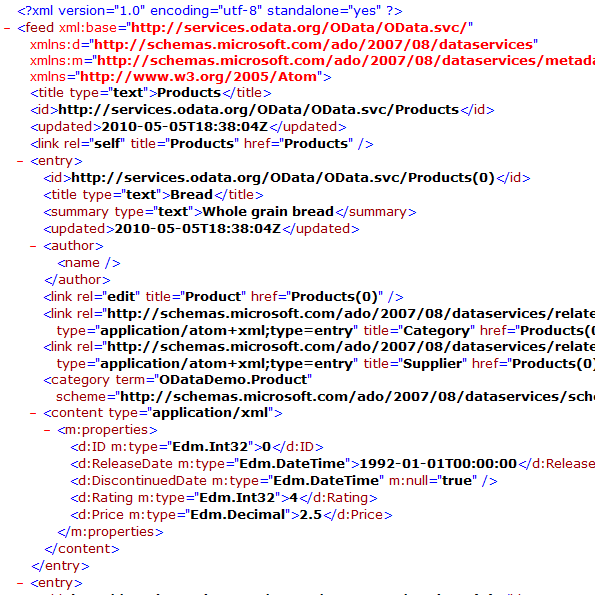 <?xml version="1.0" encoding="utf-8" standalone="yes" ?>
- <feed xml:base="http://services.odata.org/OData/OData.svc/"
xmlns:d="http://schemas.microsoft.com/ado/2007/08/dataservices"
xmlns:m="http://schemas.microsoft.com/ado/2007/08/dataservices/metada
xmlns="http://www.w3.org/2005/Atom">
<title type="text">Products</title>
<id>http://services.odata.org/OData/OData.svc/Products</id>
<updated>2010-05-05T18:38:04Z</updated>
<link rel="self" title="Products" href="Products" />
- <entry>
<id>http://services.odata.org/OData/OData.svc/Products(0)</id>
<title type="text">Bread</title>
<summary type="text">Whole grain bread</summary>
<updated>2010-05-05T18:38:04Z</updated>
- <author>
<name />
</author>
<link rel="edit" title="Product" href="Products(0)" />
<link rel="http://schemas.microsoft.com/ado/2007/08/dataservices/relate
type="application/atom+xml;type=entry" title="Category" href="Products(0
<link rel="http://schemas.microsoft.com/ado/2007/08/dataservices/relate
type="application/atom+xml;type=entry" title="Supplier" href="Products(0)
<category term="ODataDemo.Product"
scheme="http://schemas.microsoft.com/ado/2007/08/dataservices/sche
- <content type="application/xml">
- <m:properties>
<d:ID m:type="Edm.Int32">0</d:ID>
<d:ReleaseDate m:type="Edm.DateTime">1992-01-01T00:00:00</d:Release
<d:DiscontinuedDate m:type="Edm.DateTime" m:null="true" />
<d:Rating m:type="Edm.Int32">4</d:Rating>
<d:Price m:type="Edm.Decimal">2.5</d:Price>
</m:properties>
</content>
</entry>
- <entry>